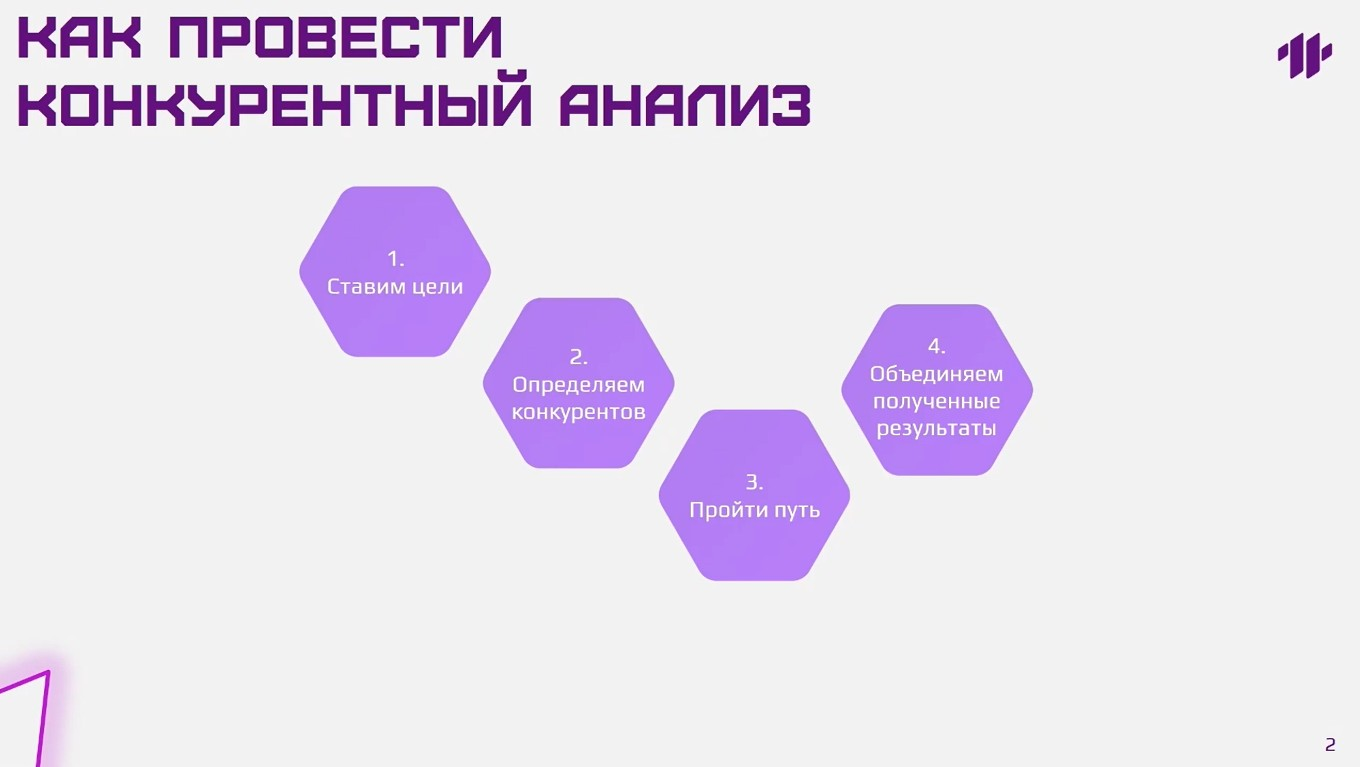 КАК ПРОВЕСТИ
КОНКУРЕНТНЫЙ АНАЛИЗ
1.
Ставим цели
2.
Определяем
конкурентов
3.
Пройти путь
4.
Объединяем
полученные
результаты
2